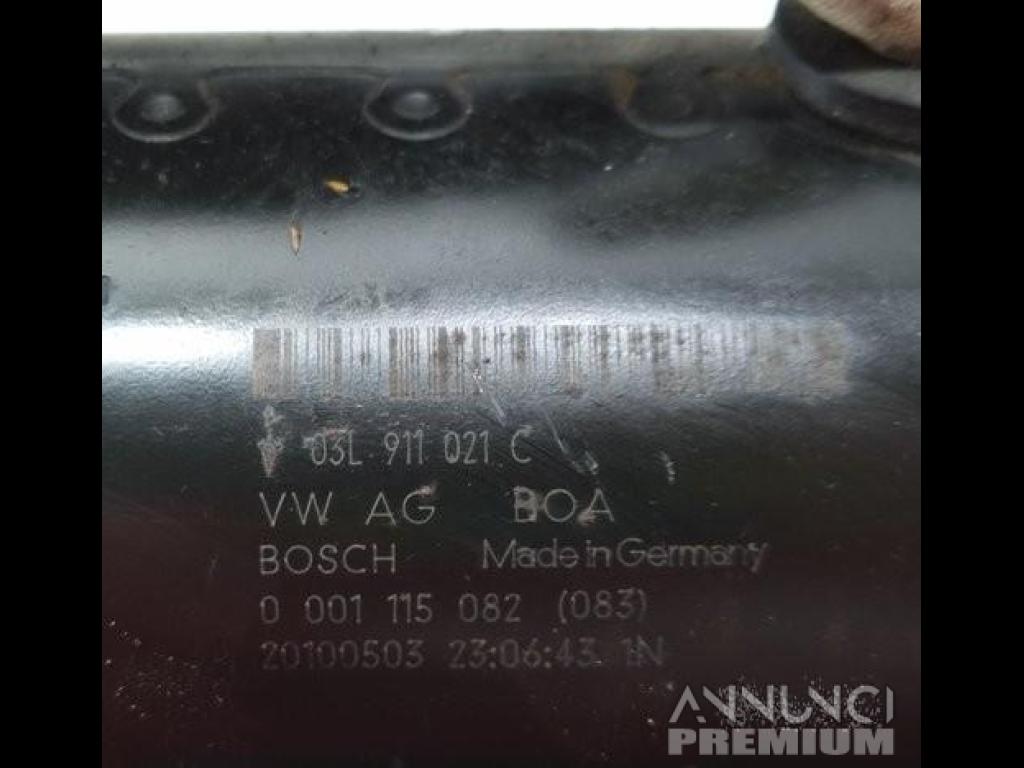 03L 911 021 C
VW AG BOA
BOSCH Made in Germany
0 001 115 082 (083)
20100503 23:06:43 1N
ANNUNCI
PREMIUM